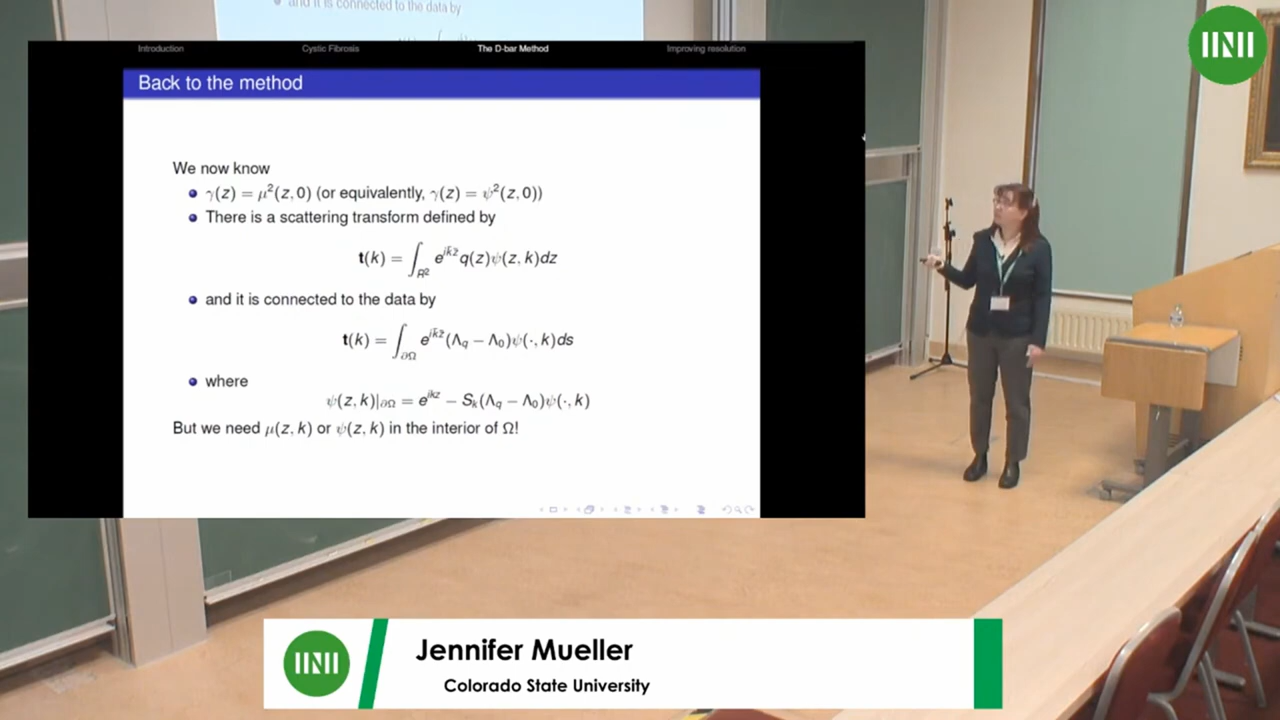 and it is connected to the data by
Introduction Cystic Fibrosis The D-bar Method Improving resolution
Back to the method
We now know
γ(z) = μ²(z, 0) (or equivalently, γ(z) = ψ²(z, 0))
There is a scattering transform defined by
t(k) = ∫_{R²} e^{ik̄z̄} q(z)ψ(z, k)dz
and it is connected to the data by
t(k) = ∫_{∂Ω} e^{ik̄z̄} (Λ_q − Λ_0)ψ(·, k)ds
where
ψ(z, k)|_{∂Ω} = e^{ikz} − S_k(Λ_q − Λ_0)ψ(·, k)
But we need μ(z, k) or ψ(z, k) in the interior of Ω!
Jennifer Mueller
Colorado State University